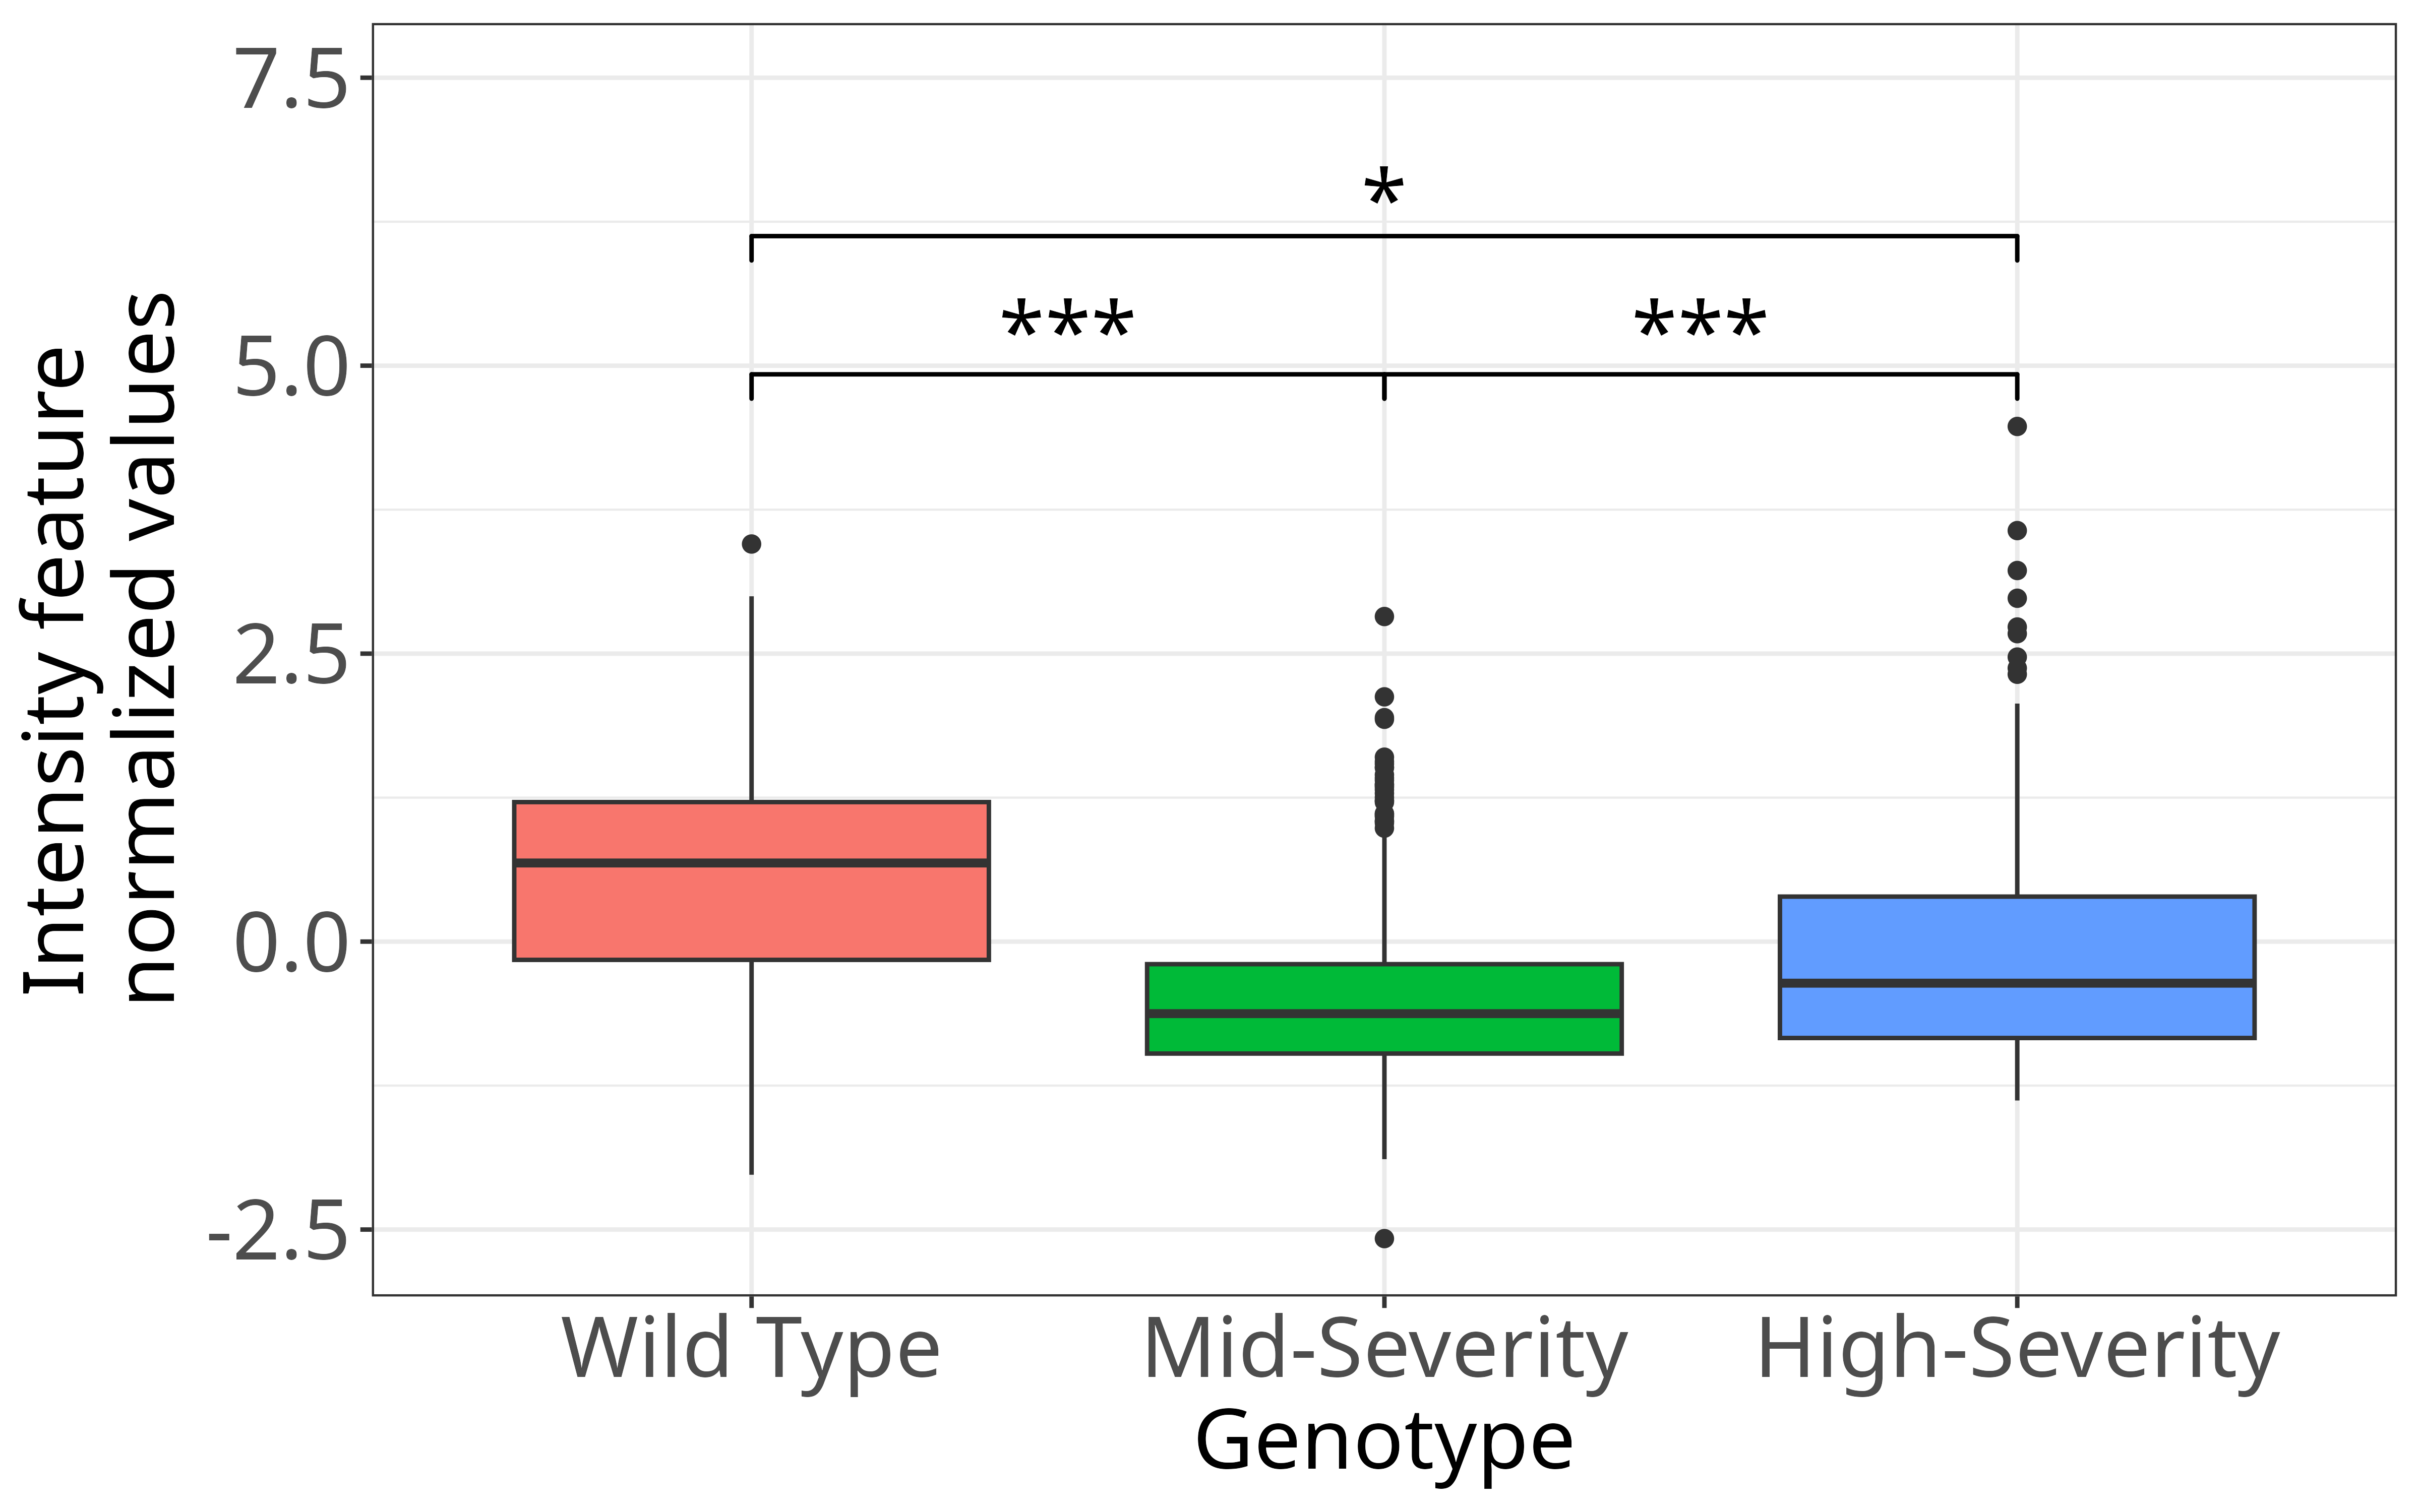 Intensity feature
normalized values
7.5
5.0
2.5
0.0
-2.5
*
*** ***
Wild Type Mid-Severity High-Severity
Genotype